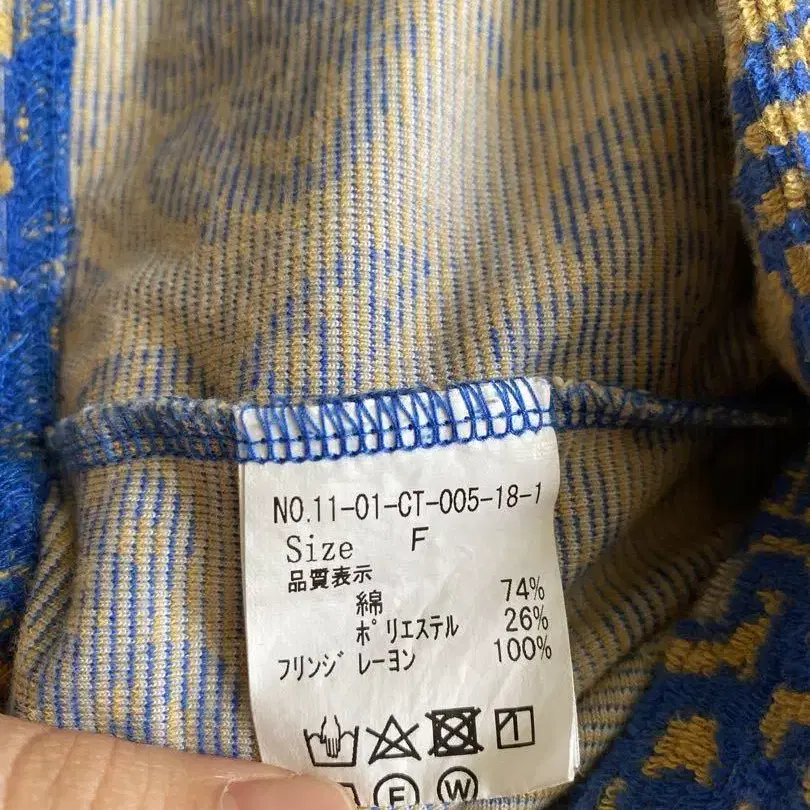 NO.11-01-CT-005-18-1
Size F
品質表示
綿 74%
ポリエステル 26%
フリンジ レーヨン 100%
F W